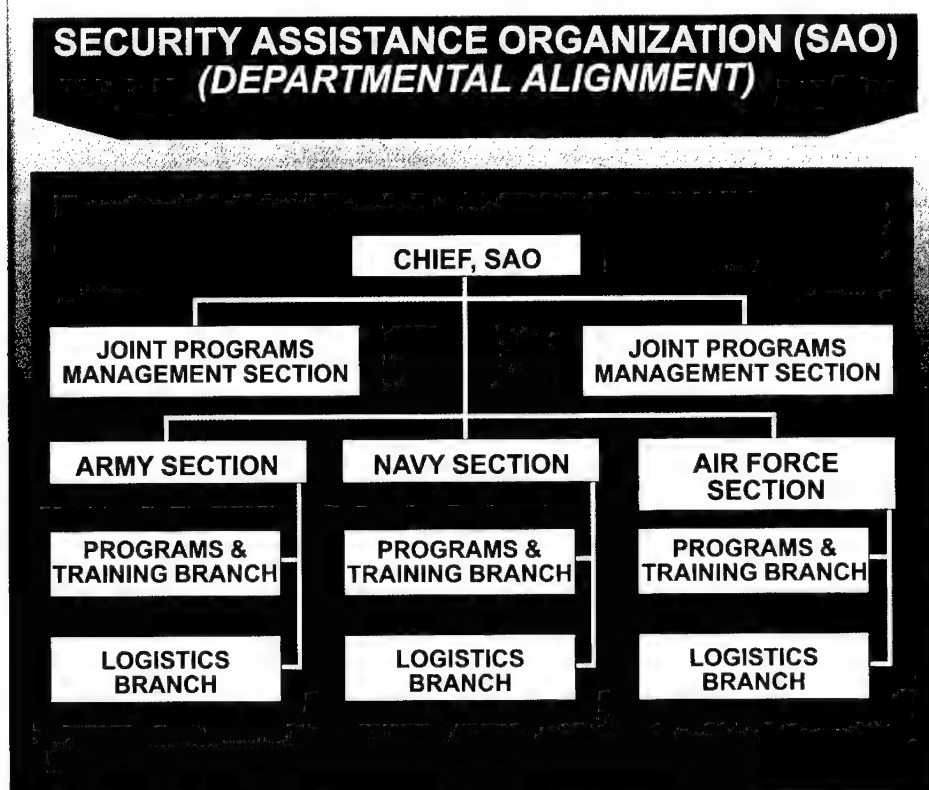 SECURITY ASSISTANCE ORGANIZATION (SAO)
(DEPARTMENTAL ALIGNMENT)
CHIEF, SAO
JOINT PROGRAMS
MANAGEMENT SECTION
JOINT PROGRAMS
MANAGEMENT SECTION
ARMY SECTION
NAVY SECTION
AIR FORCE
SECTION
PROGRAMS &
TRAINING BRANCH
PROGRAMS &
TRAINING BRANCH
PROGRAMS &
TRAINING BRANCH
LOGISTICS
BRANCH
LOGISTICS
BRANCH
LOGISTICS
BRANCH